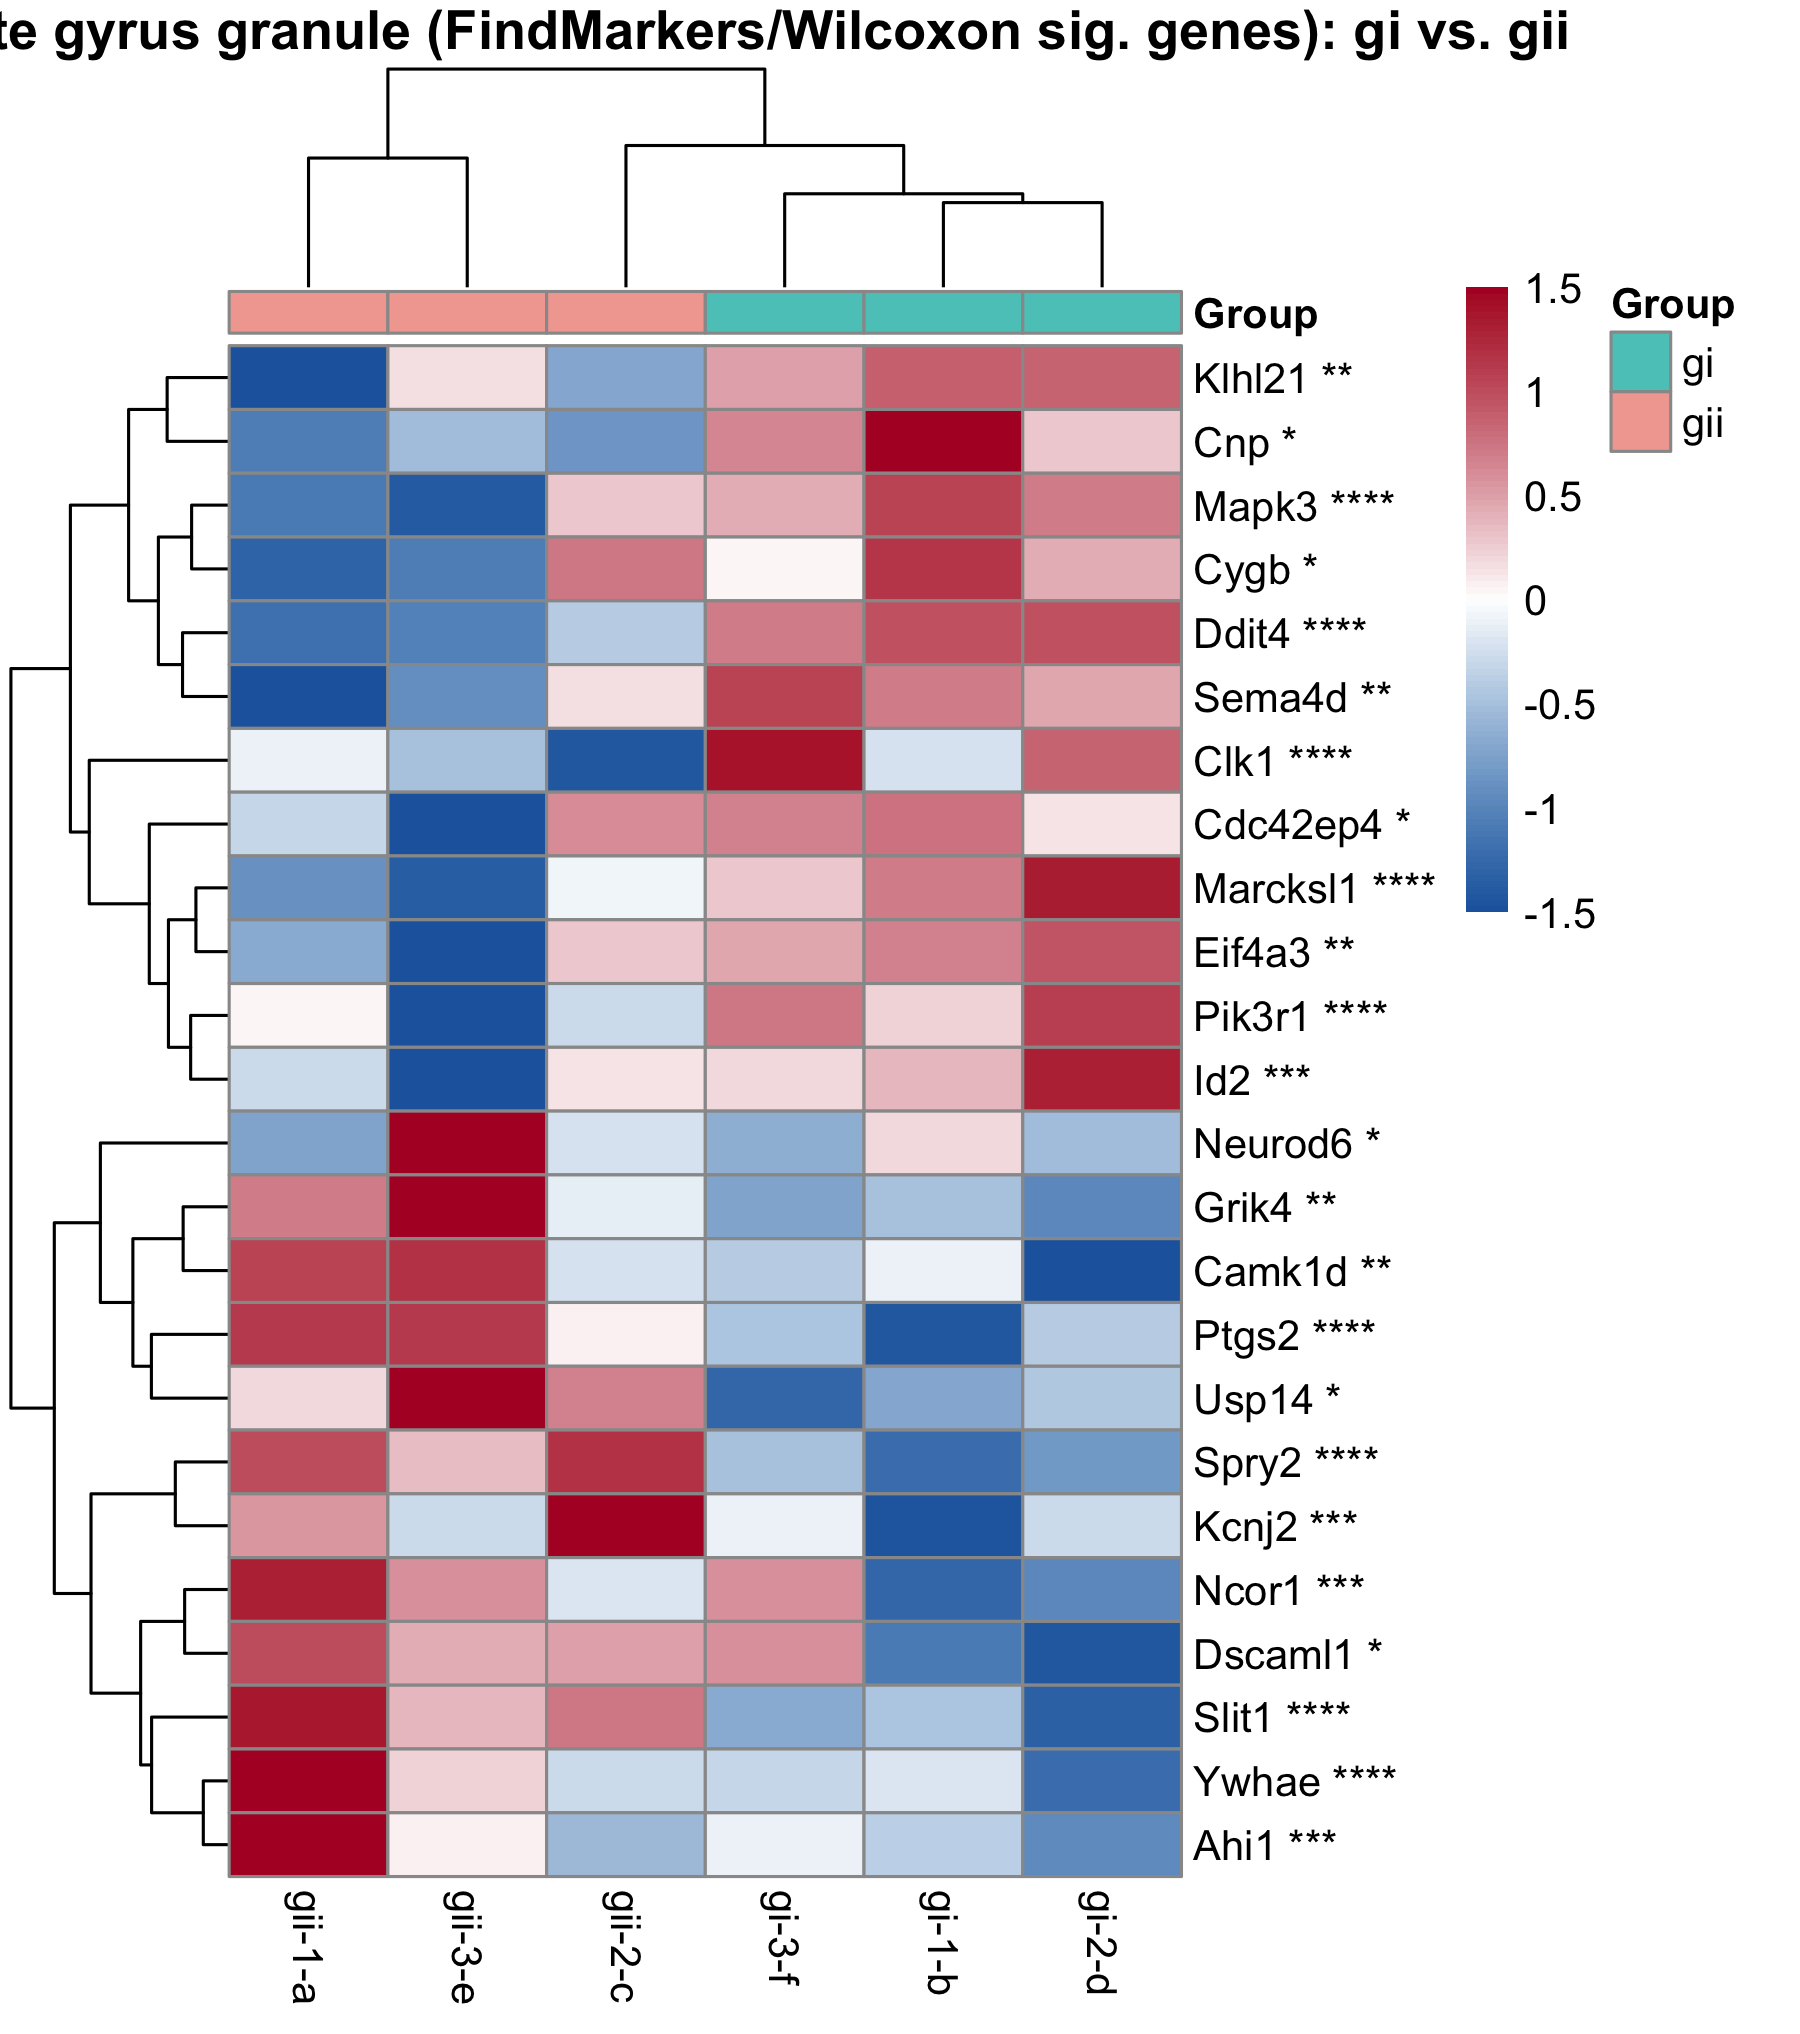 te gyrus granule (FindMarkers/Wilcoxon sig. genes): gi vs. gii
Group
Klhl21 **
Cnp *
Mapk3 ****
Cygb *
Ddit4 ****
Sema4d **
Clk1 ****
Cdc42ep4 *
Marcksl1 ****
Eif4a3 **
Pik3r1 ****
Id2 ***
Neurod6 *
Grik4 **
Camk1d **
Ptgs2 ****
Usp14 *
Spry2 ****
Kcnj2 ***
Ncor1 ***
Dscaml1 *
Slit1 ****
Ywhae ****
Ahi1 ***
gii-1-a
gii-3-e
gii-2-c
gi-3-f
gi-1-b
gi-2-d
1.5
1
0.5
0
-0.5
-1
-1.5
Group
gi
gii